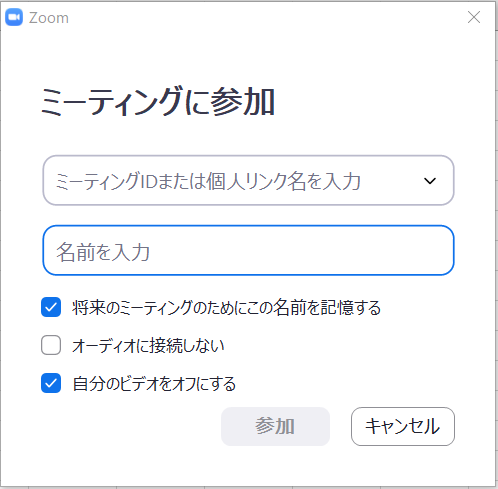 Zoom
ミーティングに参加
ミーティングIDまたは個人リンク名を入力
名前を入力
将来のミーティングのためにこの名前を記憶する
オーディオに接続しない
自分のビデオをオフにする
参加
キャンセル